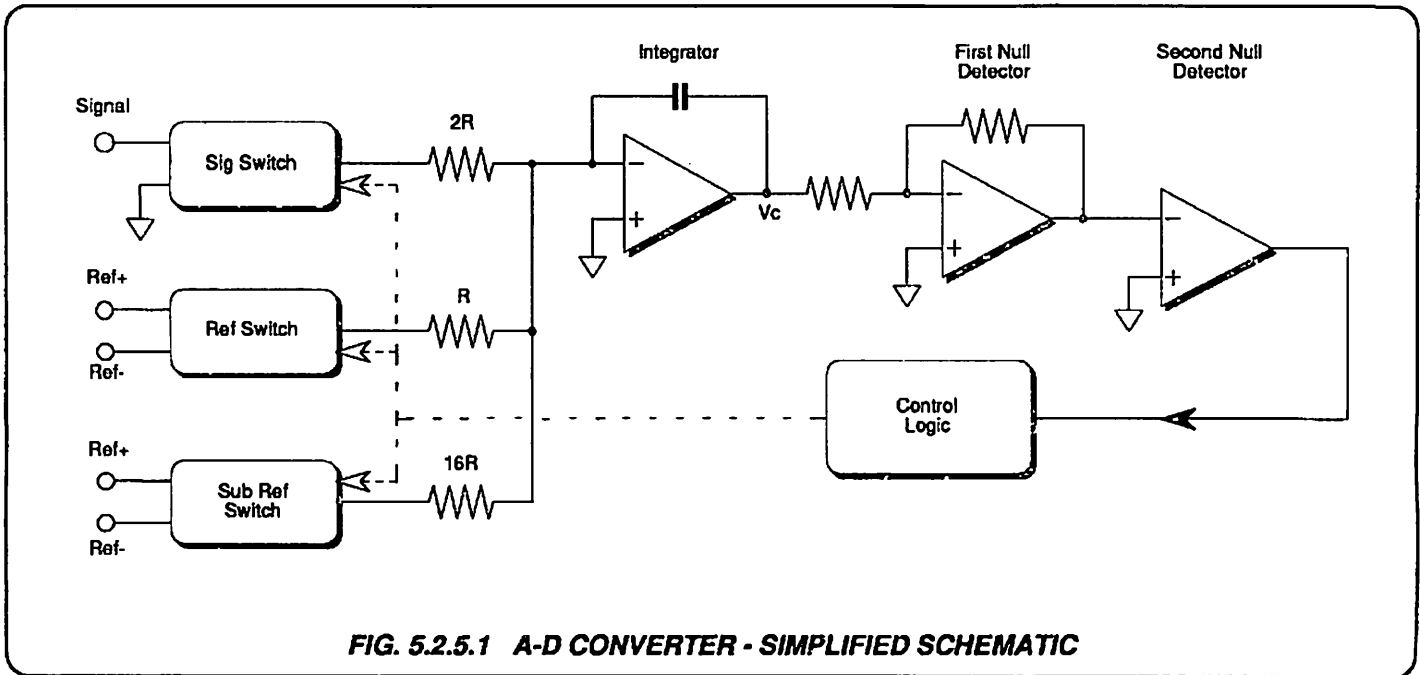 Integrator
First Null
Detector
Second Null
Detector
Signal
2R
Sig Switch
-
+
Vc
-
+
-
+
Ref+
R
Ref Switch
Ref-
Control
Logic
Ref+
16R
Sub Ref
Switch
Ref-
FIG. 5.2.5.1 A-D CONVERTER - SIMPLIFIED SCHEMATIC